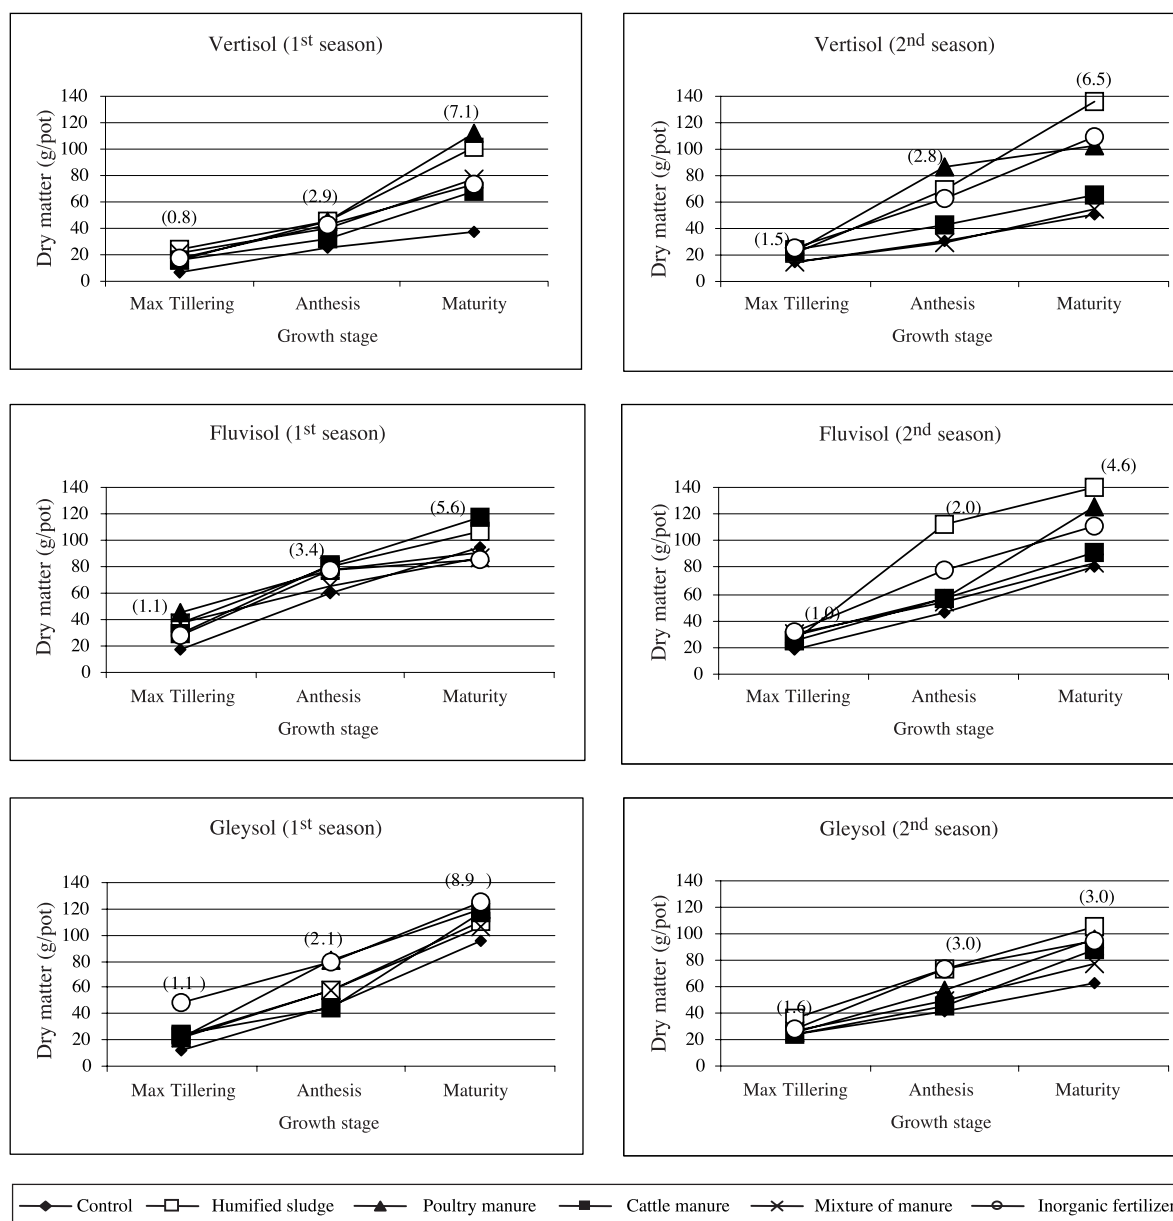 Vertisol (1st season)
(7.1)
(2.9)
(0.8)
Dry matter (g/pot)
140
120
100
80
60
40
20
0
Max Tillering Anthesis Maturity
Growth stage
Vertisol (2nd season)
(6.5)
(2.8)
(1.5)
Dry matter (g/pot)
140
120
100
80
60
40
20
0
Max Tillering Anthesis Maturity
Growth stage
Fluvisol (1st season)
(5.6)
(3.4)
(1.1)
Dry matter (g/pot)
140
120
100
80
60
40
20
0
Max Tillering Anthesis Maturity
Growth stage
Fluvisol (2nd season)
(4.6)
(2.0)
(1.0)
Dry matter (g/pot)
140
120
100
80
60
40
20
0
Max Tillering Anthesis Maturity
Growth stage
Gleysol (1st season)
(8.9 )
(2.1)
(1.1 )
Dry matter (g/pot)
140
120
100
80
60
40
20
0
Max Tillering Anthesis Maturity
Growth stage
Gleysol (2nd season)
(3.0)
(3.0)
(1.6)
Dry matter (g/pot)
140
120
100
80
60
40
20
0
Max Tillering Anthesis Maturity
Growth stage
Control Humified sludge Poultry manure Cattle manure Mixture of manure Inorganic fertilizer